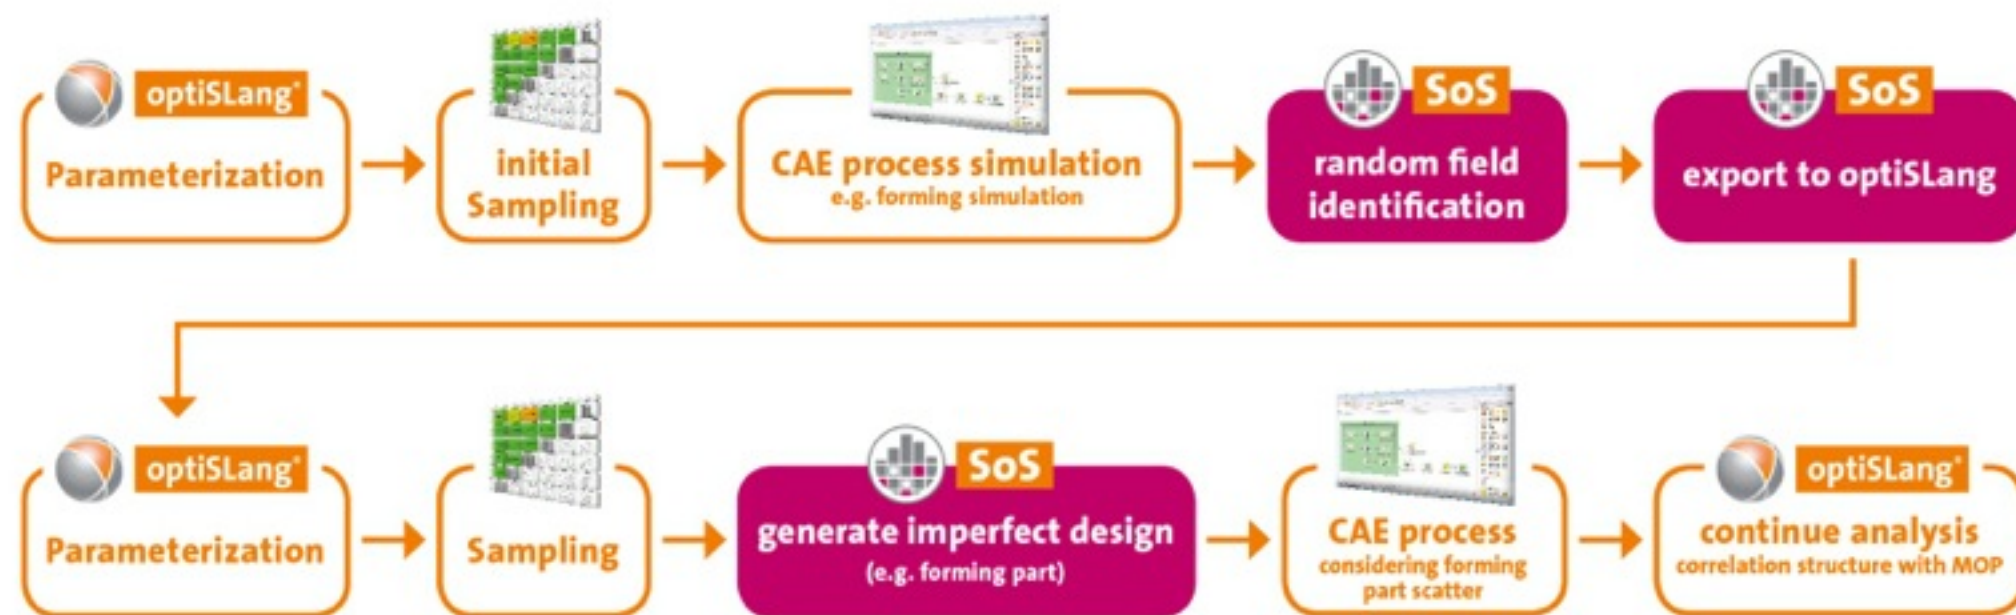 optiSLang®
Parameterization
initial
Sampling
CAE process simulation
e.g. forming simulation
SoS
random field
identification
SoS
export to optiSLang
optiSLang®
Parameterization
Sampling
SoS
generate imperfect design
(e.g. forming part)
CAE process
considering forming
part scatter
optiSLang®
continue analysis
correlation structure with MOP